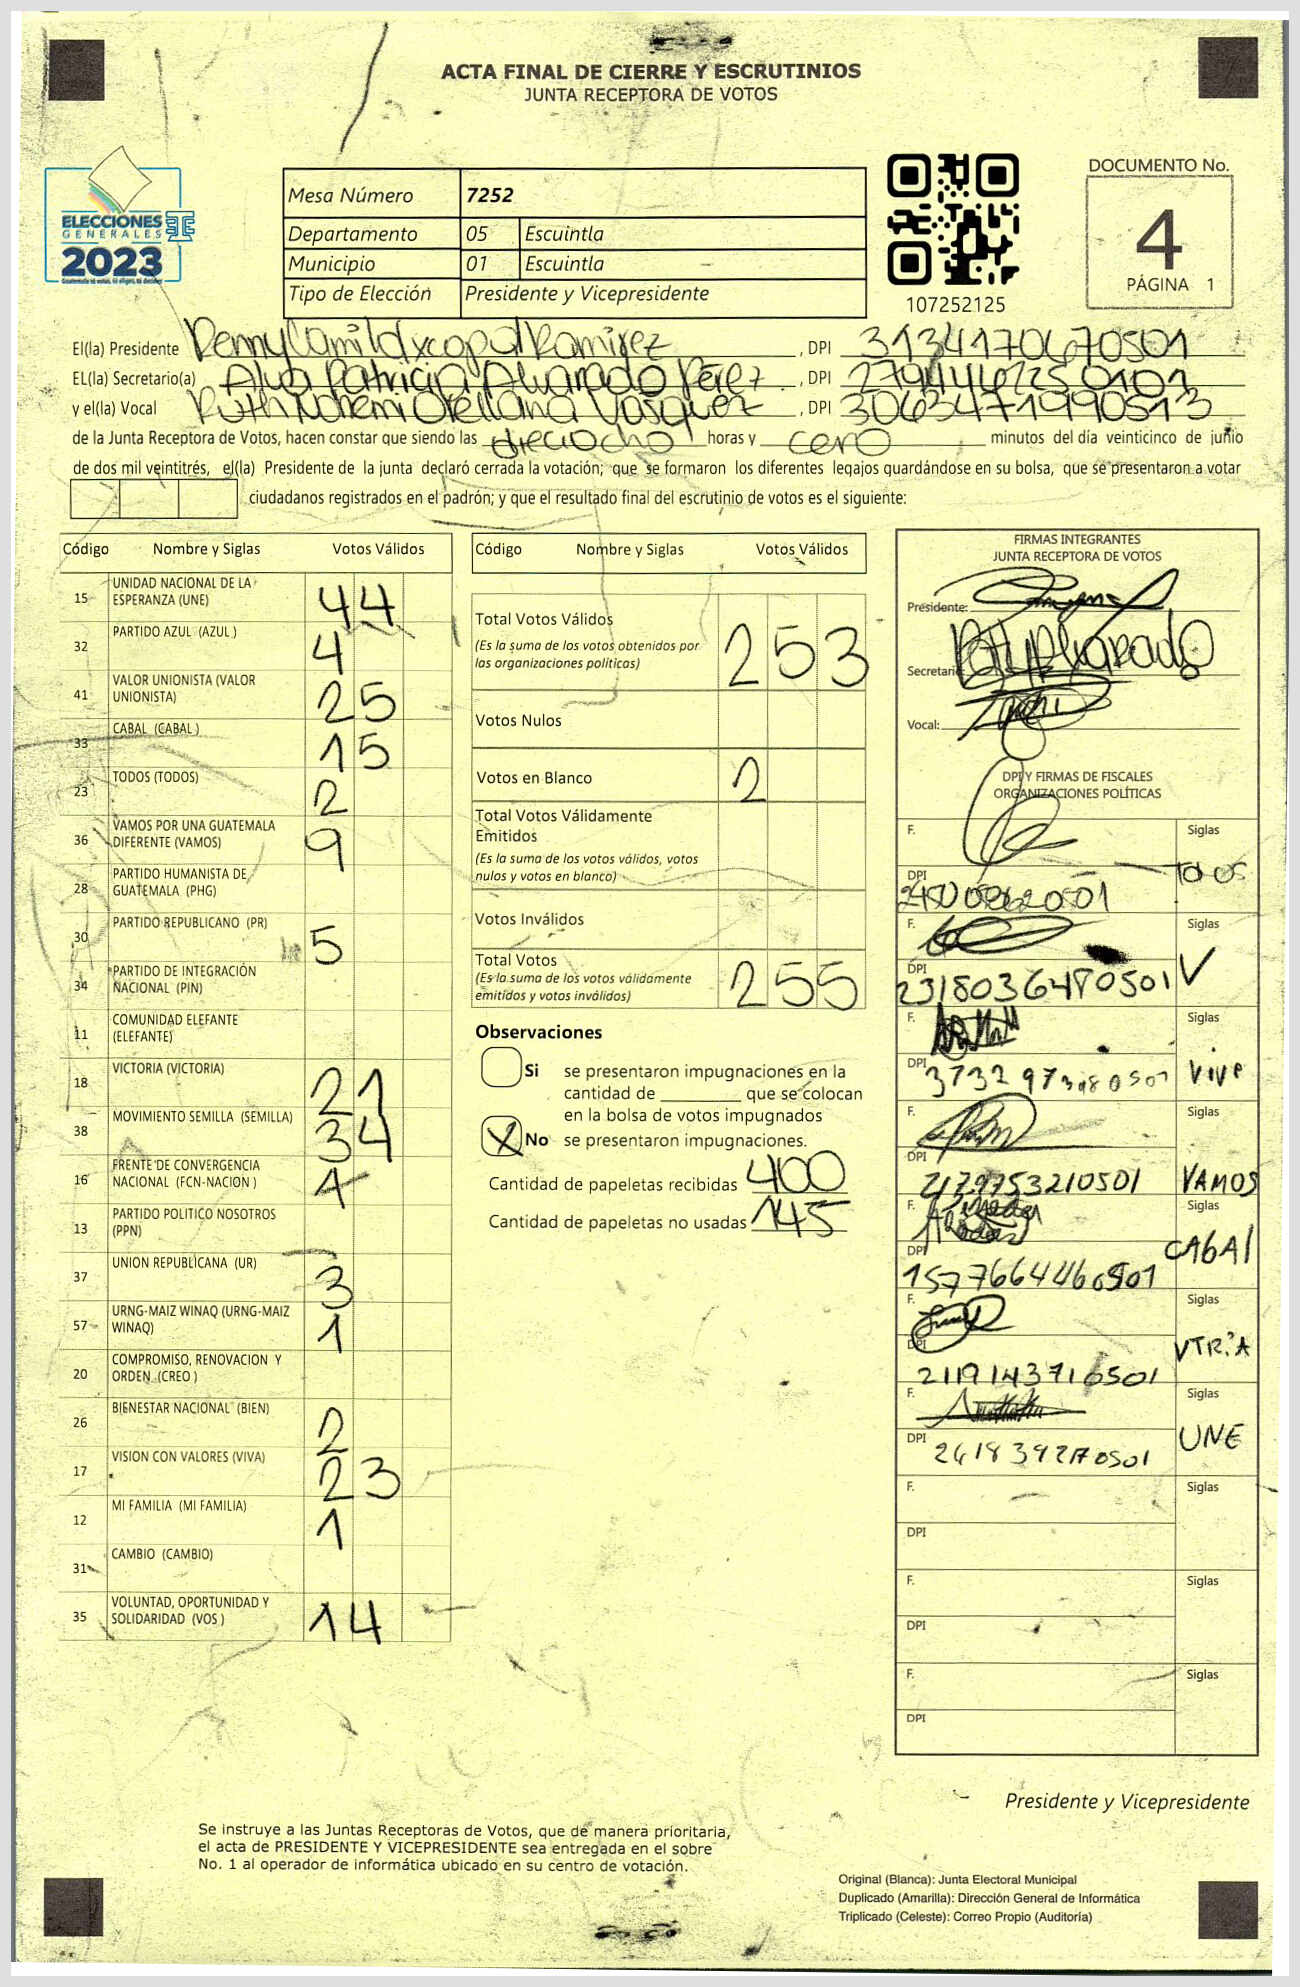 ACTA FINAL DE CIERRE Y ESCRUTINIOS
JUNTA RECEPTORA DE VOTOS
ELECCIONES
GENERALES
2023
Mesa Número 7252
Departamento 05 Escuintla
Municipio 01 Escuintla
Tipo de Elección Presidente y Vicepresidente
107252125
DOCUMENTO No.
4
PÁGINA 1
El(la) Presidente Ramirez , DPI 3134170670501
EL(la) Secretario(a) Alva Patricia Alvarado Pérez , DPI
y el(la) Vocal Ruth Nohemi Orellana Vasquez , DPI 3063471990513
de la Junta Receptora de Votos, hacen constar que siendo las dieciocho horas y cero minutos del día veinticinco de junio
de dos mil veintitrés, el(la) Presidente de la junta declaró cerrada la votación; que se formaron los diferentes legajos guardándose en su bolsa, que se presentaron a votar
ciudadanos registrados en el padrón; y que el resultado final del escrutinio de votos es el siguiente:
Código Nombre y Siglas Votos Válidos
15 UNIDAD NACIONAL DE LA ESPERANZA (UNE) 44
32 PARTIDO AZUL (AZUL ) 4
41 VALOR UNIONISTA (VALOR UNIONISTA) 25
33 CABAL (CABAL ) 15
23 TODOS (TODOS) 2
36 VAMOS POR UNA GUATEMALA DIFERENTE (VAMOS) 9
28 PARTIDO HUMANISTA DE GUATEMALA (PHG)
30 PARTIDO REPUBLICANO (PR) 5
34 PARTIDO DE INTEGRACIÓN NACIONAL (PIN)
11 COMUNIDAD ELEFANTE (ELEFANTE)
18 VICTORIA (VICTORIA) 21
38 MOVIMIENTO SEMILLA (SEMILLA) 34
16 FRENTE DE CONVERGENCIA NACIONAL (FCN-NACION ) 4
13 PARTIDO POLITICO NOSOTROS (PPN)
37 UNION REPUBLICANA (UR) 3
57 URNG-MAIZ WINAQ (URNG-MAIZ WINAQ) 1
20 COMPROMISO, RENOVACION Y ORDEN (CREO )
26 BIENESTAR NACIONAL (BIEN) 2
17 VISION CON VALORES (VIVA) 23
12 MI FAMILIA (MI FAMILIA) 1
31 CAMBIO (CAMBIO)
35 VOLUNTAD, OPORTUNIDAD Y SOLIDARIDAD (VOS ) 14
Código Nombre y Siglas Votos Válidos
Total Votos Válidos 253
(Es la suma de los votos obtenidos por
las organizaciones políticas)
Votos Nulos
Votos en Blanco 2
Total Votos Válidamente
Emitidos
(Es la suma de los votos válidos, votos
nulos y votos en blanco)
Votos Inválidos
Total Votos 255
(Es la suma de los votos válidamente
emitidos y votos inválidos)
Observaciones
Si se presentaron impugnaciones en la
cantidad de ________ que se colocan
en la bolsa de votos impugnados
X No se presentaron impugnaciones.
Cantidad de papeletas recibidas 400
Cantidad de papeletas no usadas 145
FIRMAS INTEGRANTES
JUNTA RECEPTORA DE VOTOS
Presidente:
Secretario:
Vocal:
DPI Y FIRMAS DE FISCALES
ORGANIZACIONES POLÍTICAS
F. Siglas
DPI Todos
F. Siglas
DPI 2318036480501 V
F. Siglas
DPI Vive
F. Siglas
DPI 2179753210501 VAMOS
F. Siglas
DPI 1577664460501 CAbAl
F. Siglas
DPI 2119143716501
F. Siglas
DPI UNE
F. Siglas
DPI
F. Siglas
DPI
F. Siglas
DPI
Presidente y Vicepresidente
Se instruye a las Juntas Receptoras de Votos, que de manera prioritaria,
el acta de PRESIDENTE Y VICEPRESIDENTE sea entregada en el sobre
No. 1 al operador de informática ubicado en su centro de votación.
Original (Blanca): Junta Electoral Municipal
Duplicado (Amarilla): Dirección General de Informática
Triplicado (Celeste): Correo Propio (Auditoría)